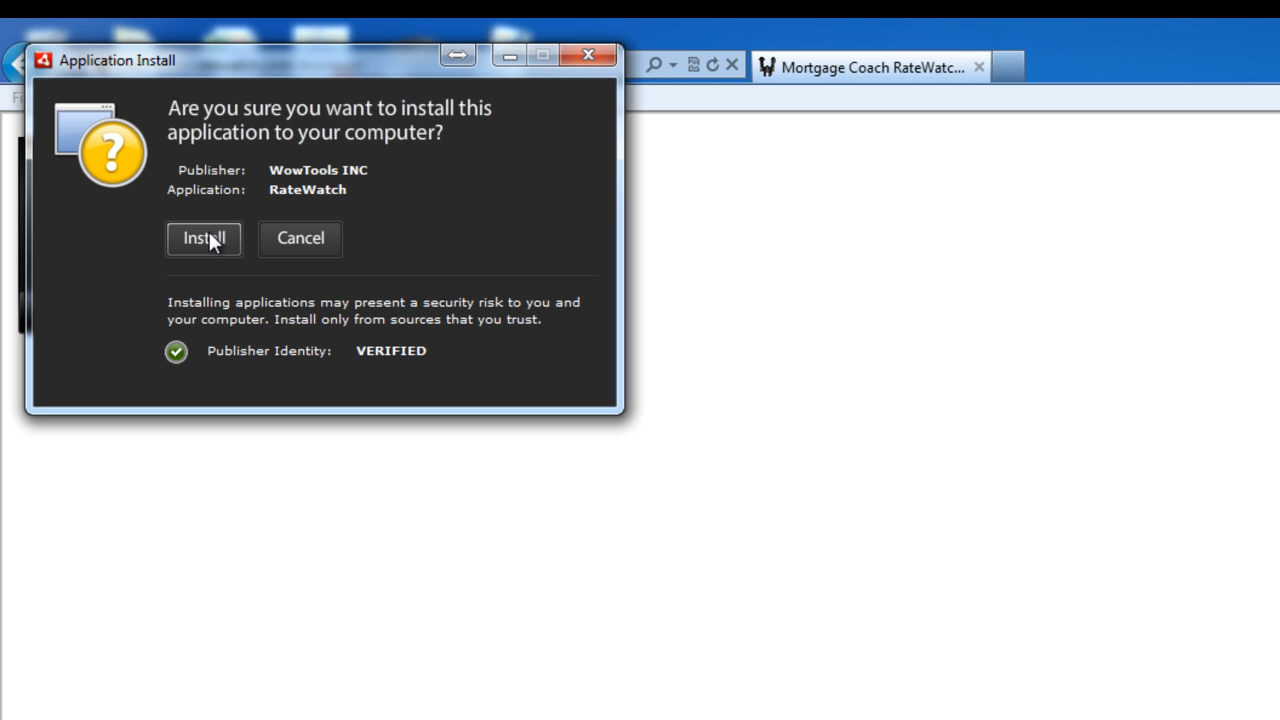 Application Install
Mortgage Coach RateWatc...
Are you sure you want to install this
application to your computer?
Publisher: WowTools INC
Application: RateWatch
Install Cancel
Installing applications may present a security risk to you and
your computer. Install only from sources that you trust.
Publisher Identity: VERIFIED